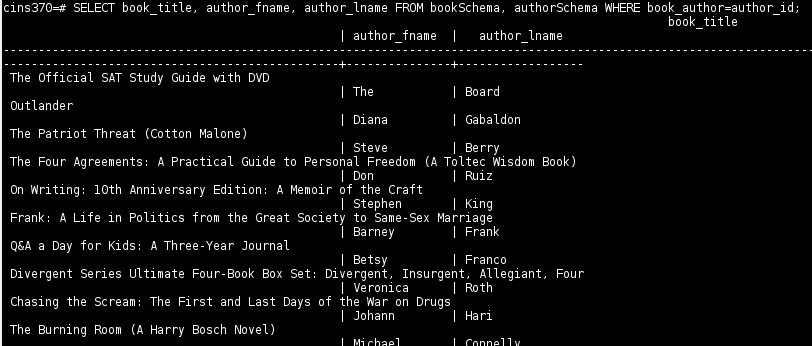 cins370=# SELECT book_title, author_fname, author_lname FROM bookSchema, authorSchema WHERE book_author=author_id;
book_title
| author_fname | author_lname
----------------------------------------------------------------------------------------------------------------
-----------------------------------------------+--------------+-----------------
The Official SAT Study Guide with DVD
| The | Board
Outlander
| Diana | Gabaldon
The Patriot Threat (Cotton Malone)
| Steve | Berry
The Four Agreements: A Practical Guide to Personal Freedom (A Toltec Wisdom Book)
| Don | Ruiz
On Writing: 10th Anniversary Edition: A Memoir of the Craft
| Stephen | King
Frank: A Life in Politics from the Great Society to Same-Sex Marriage
| Barney | Frank
Q&A a Day for Kids: A Three-Year Journal
| Betsy | Franco
Divergent Series Ultimate Four-Book Box Set: Divergent, Insurgent, Allegiant, Four
| Veronica | Roth
Chasing the Scream: The First and Last Days of the War on Drugs
| Johann | Hari
The Burning Room (A Harry Bosch Novel)
| Michael | Connelly